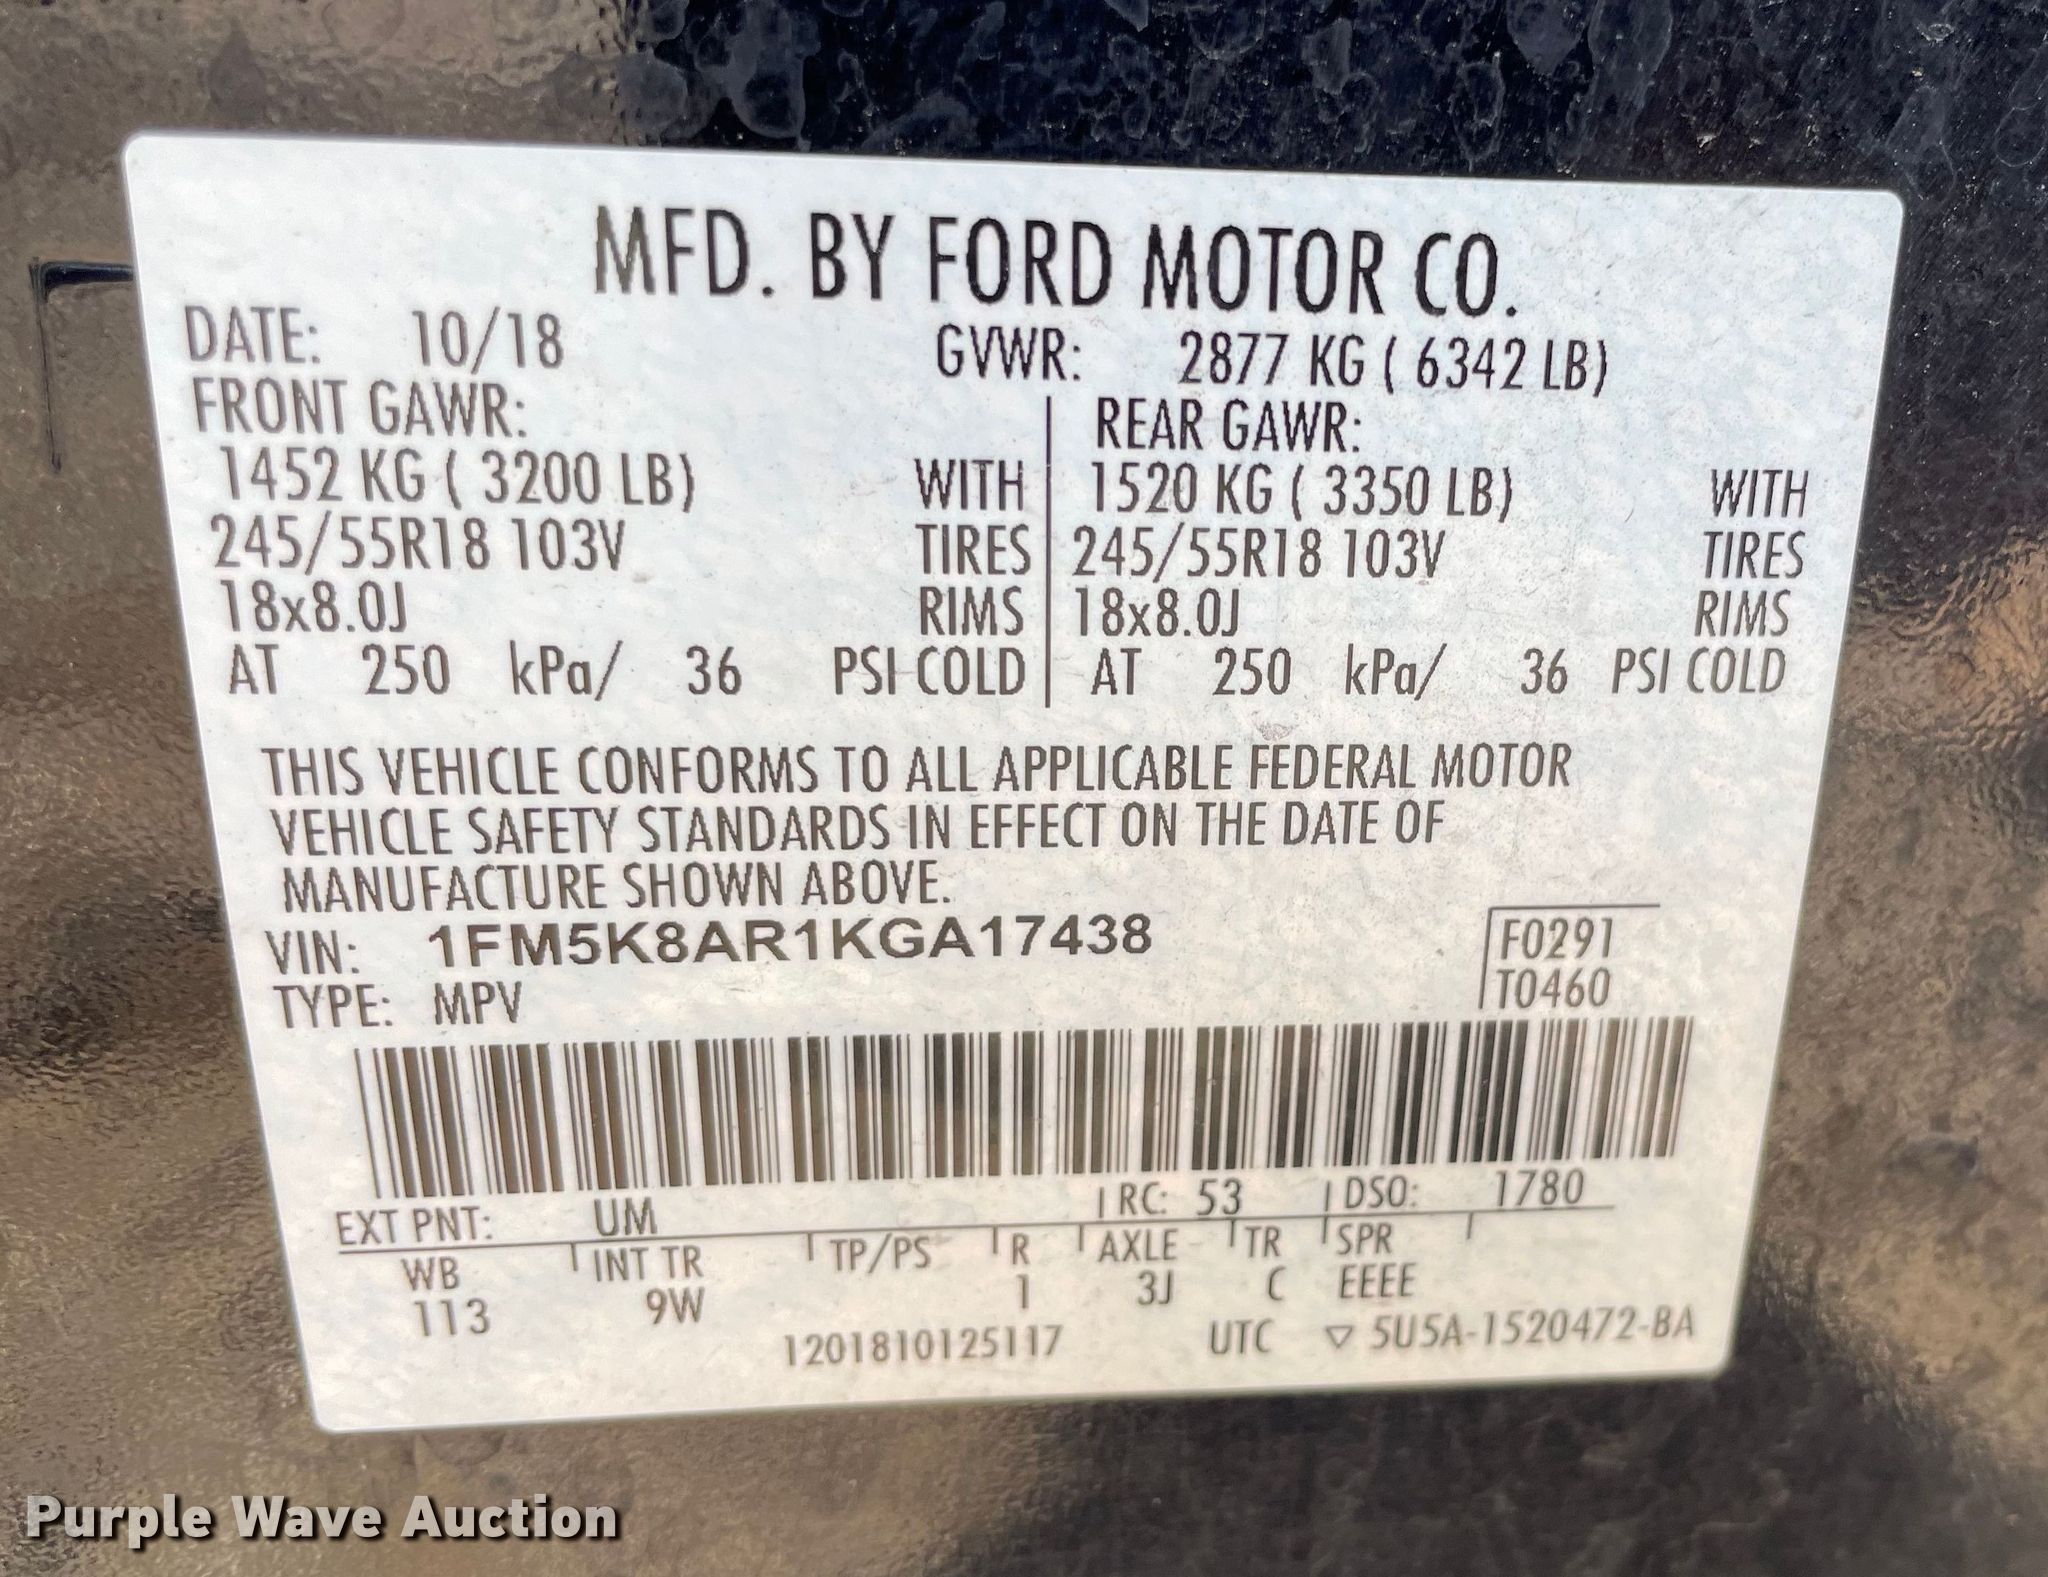 MFD. BY FORD MOTOR CO.
DATE: 10/18 GVWR: 2877 KG ( 6342 LB)
FRONT GAWR: REAR GAWR:
1452 KG ( 3200 LB) WITH 1520 KG ( 3350 LB) WITH
245/55R18 103V TIRES 245/55R18 103V TIRES
18x8.0J RIMS 18x8.0J RIMS
AT 250 kPa/ 36 PSI COLD AT 250 kPa/ 36 PSI COLD
THIS VEHICLE CONFORMS TO ALL APPLICABLE FEDERAL MOTOR
VEHICLE SAFETY STANDARDS IN EFFECT ON THE DATE OF
MANUFACTURE SHOWN ABOVE.
VIN: 1FM5K8AR1KGA17438 F0291
TYPE: MPV T0460
EXT PNT: UM RC: 53 DSO: 1780
WB INT TR TP/PS R AXLE TR SPR
113 9W 1 3J C EEEE
1201810125117 UTC ▽ 5U5A-1520472-BA
Purple Wave Auction